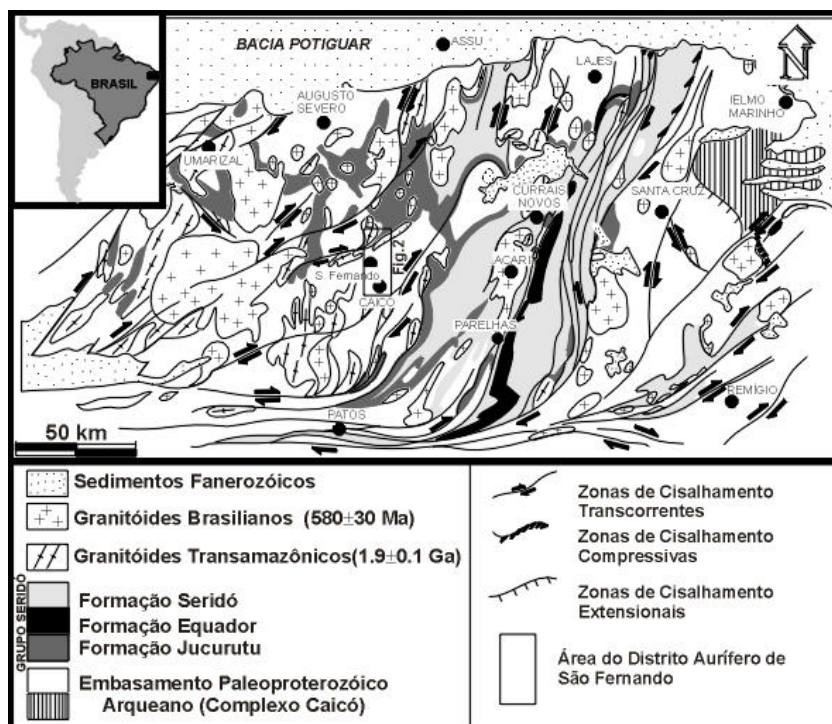 BRASIL
BACIA POTIGUAR
ASSU
N
LAJES
AUGUSTO
SEVERO
IELMO
MARINHO
UMARIZAL
SANTA CRUZ
CURRAIS
NOVOS
Fig.2
S. Fernando
ACARI
CAICÓ
PARELHAS
REMÍGIO
PATOS
50 km
Sedimentos Fanerozóicos
Granitóides Brasilianos (580±30 Ma)
Granitóides Transamazônicos(1.9±0.1 Ga)
GRUPO SERIDÓ
Formação Seridó
Formação Equador
Formação Jucurutu
Embasamento Paleoproterozóico
Arqueano (Complexo Caicó)
Zonas de Cisalhamento
Transcorrentes
Zonas de Cisalhamento
Compressivas
Zonas de Cisalhamento
Extensionais
Área do Distrito Aurífero de
São Fernando